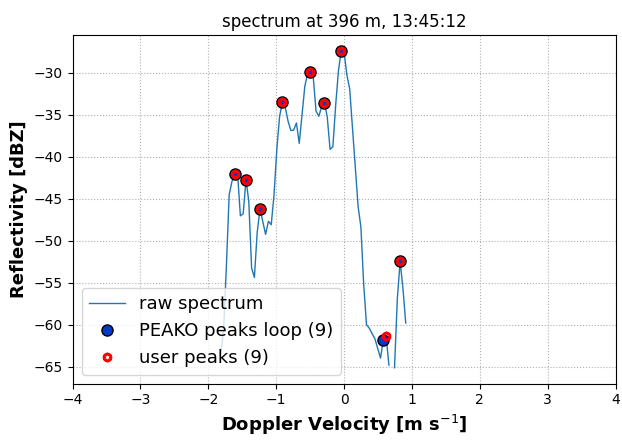 spectrum at 396 m, 13:45:12
Reflectivity [dBZ]
−30
−35
−40
−45
−50
−55
−60
−65
raw spectrum
PEAKO peaks loop (9)
user peaks (9)
−4 −3 −2 −1 0 1 2 3 4
Doppler Velocity [m s⁻¹]